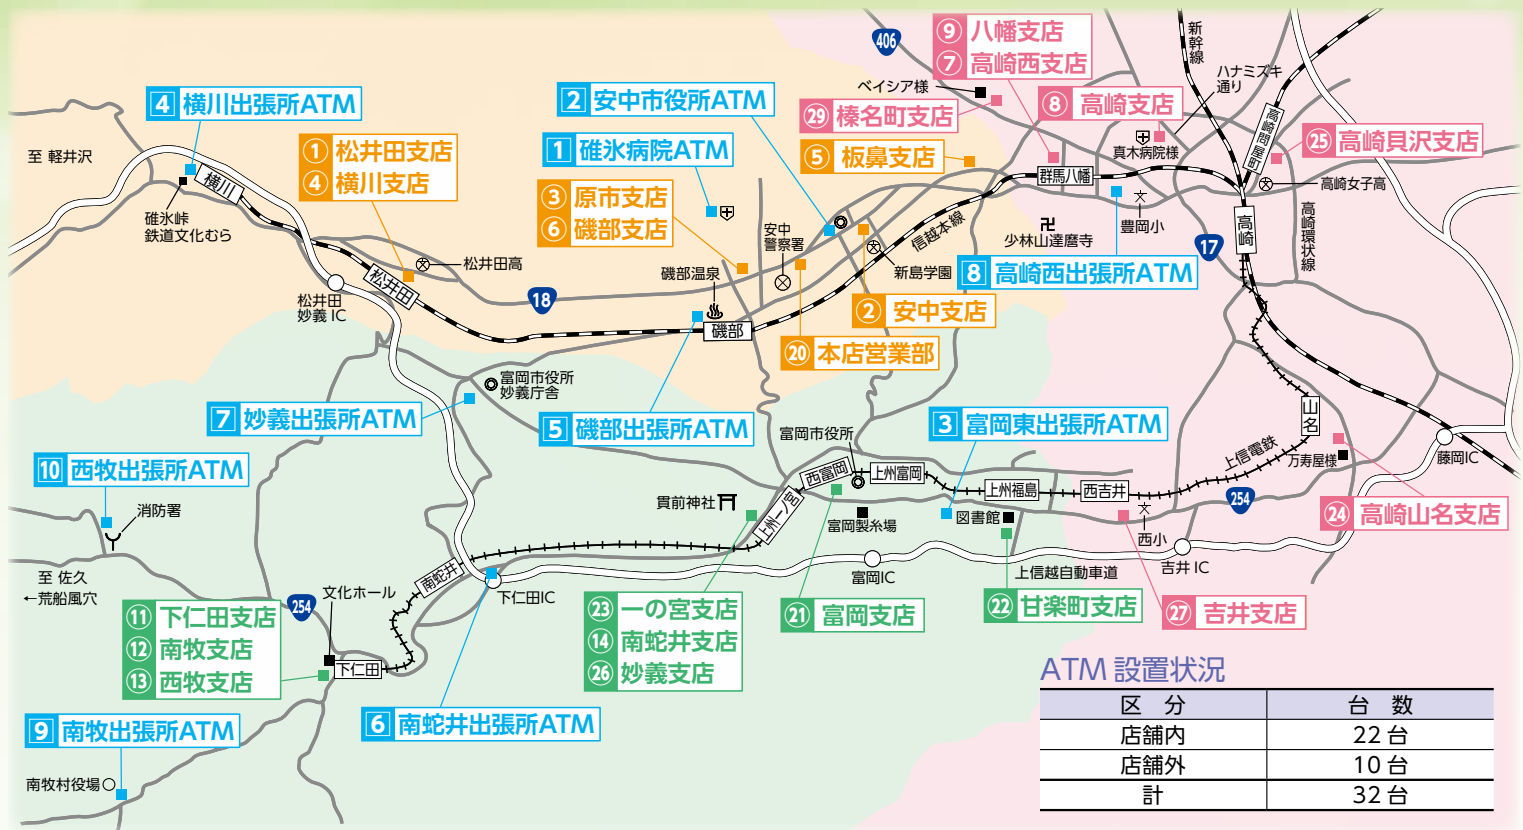 406
⑨ 八幡支店
⑦ 高崎西支店
新幹線
ハナミズキ
通り
ベイシア様
⑧ 高崎支店
㉙ 榛名町支店
真木病院様
高崎問屋町
㉕ 高崎貝沢支店
4 横川出張所ATM
2 安中市役所ATM
1 碓氷病院ATM
⑤ 板鼻支店
① 松井田支店
④ 横川支店
至 軽井沢
横川
碓氷峠
鉄道文化むら
③ 原市支店
⑥ 磯部支店
群馬八幡
高崎女子高
豊岡小
少林山達磨寺
高崎
17
高崎環状線
安中
警察署
信越本線
新島学園
8 高崎西出張所ATM
松井田高
松井田
松井田
妙義 IC
18
磯部温泉
磯部
② 安中支店
⑳ 本店営業部
富岡市役所
妙義庁舎
7 妙義出張所ATM
5 磯部出張所ATM
3 富岡東出張所ATM
富岡市役所
山名
万寿屋様
藤岡IC
上信電鉄
254
㉔ 高崎山名支店
10 西牧出張所ATM
消防署
貫前神社
上州一ノ宮
西富岡
上州富岡
上州福島
西吉井
富岡製糸場
図書館
西小
至 佐久
←荒船風穴
254
文化ホール
南蛇井
下仁田IC
富岡IC
上信越自動車道
吉井 IC
⑪ 下仁田支店
⑫ 南牧支店
⑬ 西牧支店
下仁田
㉓ 一の宮支店
⑭ 南蛇井支店
㉖ 妙義支店
㉑ 富岡支店
㉒ 甘楽町支店
㉗ 吉井支店
9 南牧出張所ATM
6 南蛇井出張所ATM
南牧村役場
ATM 設置状況
区 分 台 数
店舗内 22 台
店舗外 10 台
計 32 台